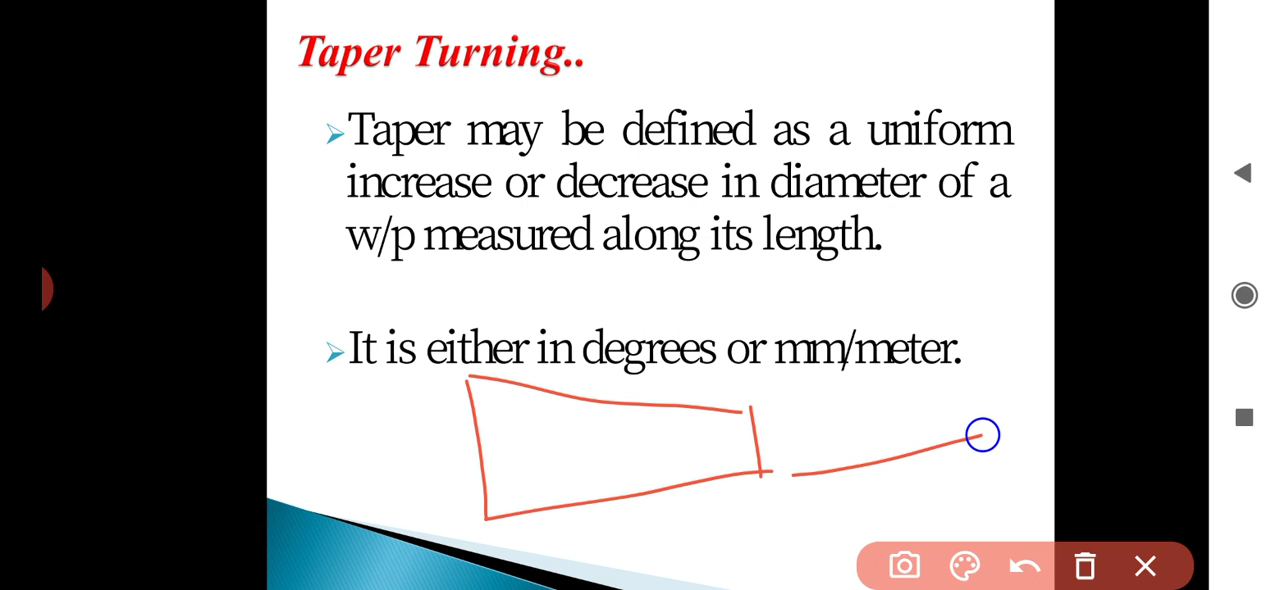 Taper Turning..
Taper may be defined as a uniform
increase or decrease in diameter of a
w/p measured along its length.
It is either in degrees or mm/meter.